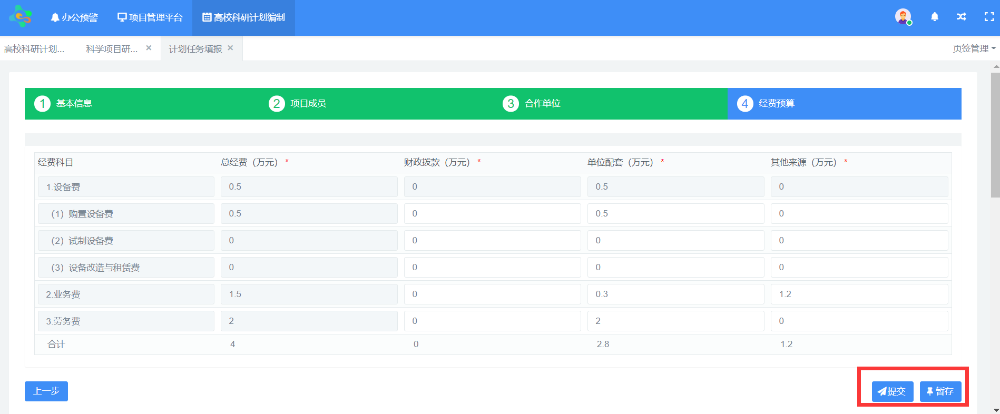 办公预警 项目管理平台 高校科研计划编制
高校科研计划... 科学项目研... × 计划任务填报 × 页签管理
1 基本信息 2 项目成员 3 合作单位 4 经费预算
经费科目 总经费（万元） * 财政拨款（万元） * 单位配套（万元） * 其他来源（万元） *
1.设备费 0.5 0 0.5 0
（1）购置设备费 0.5 0 0.5 0
（2）试制设备费 0 0 0 0
（3）设备改造与租赁费 0 0 0 0
2.业务费 1.5 0 0.3 1.2
3.劳务费 2 0 2 0
合计 4 0 2.8 1.2
上一步 提交 暂存